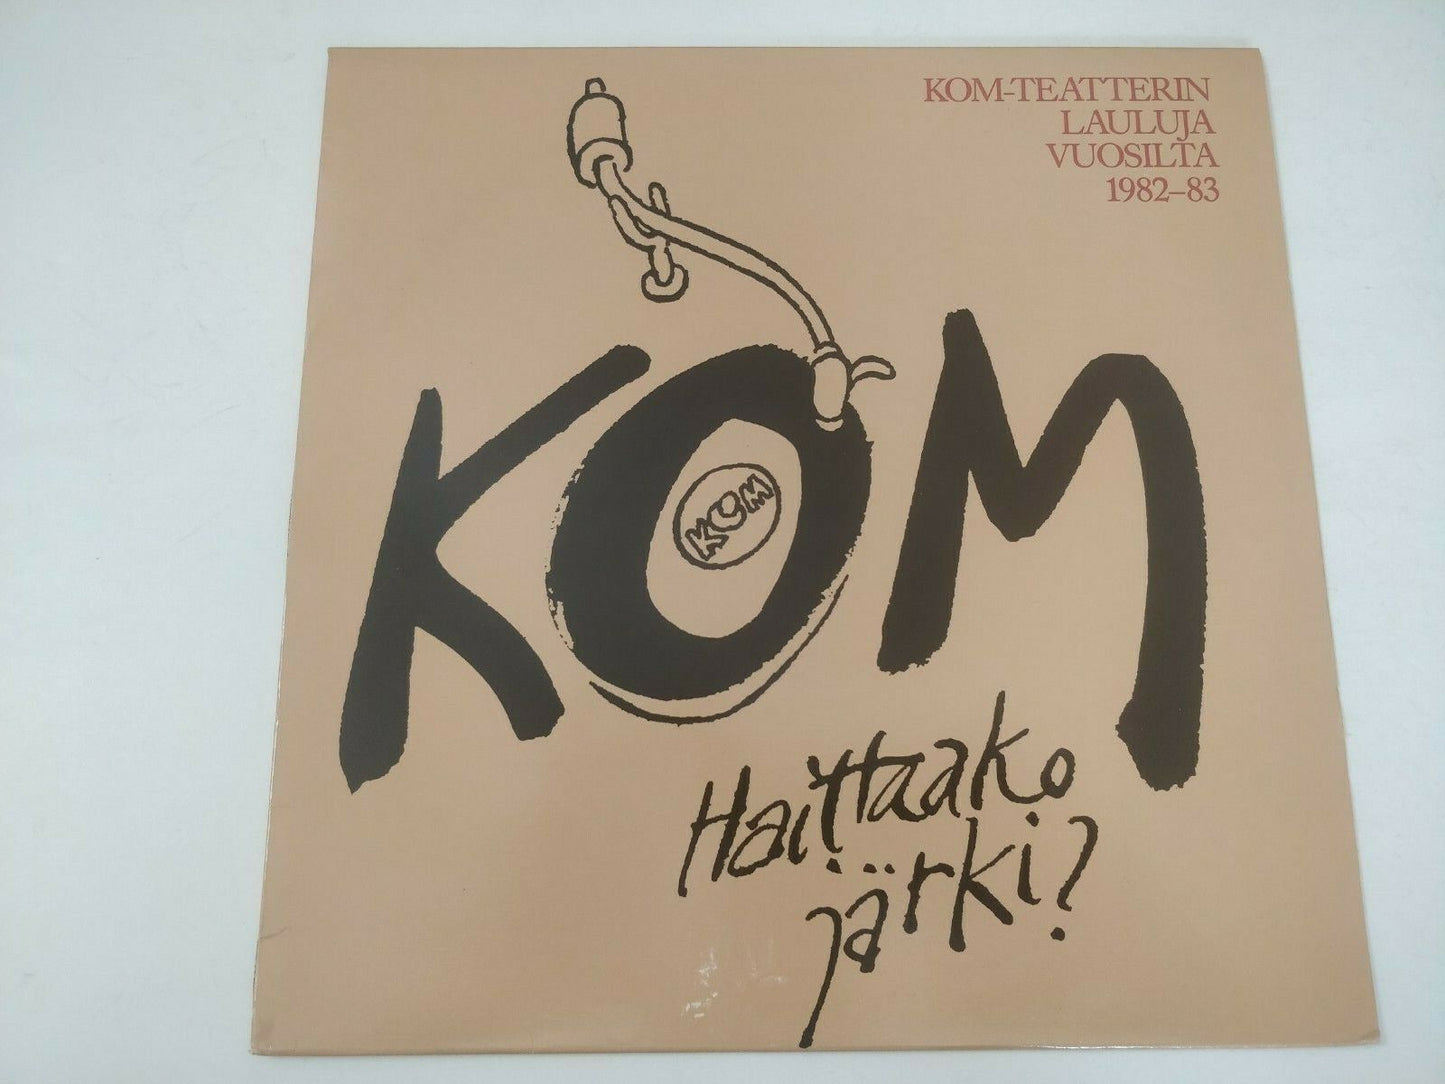 KOM-TEATTERIN
LAULUJA
VUOSILTA
1982–83
KOM
KOM
Haittaako
järki?